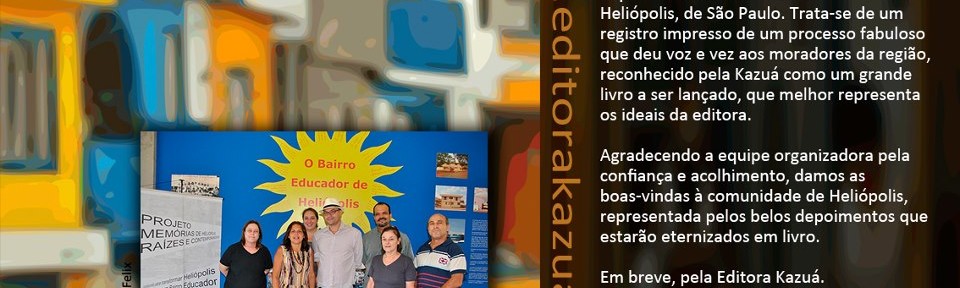 O Bairro
Educador de
Heliópolis
PROJETO
MEMÓRIAS DE HELIÓPOLIS
RAÍZES E CONTEMPORANEIDADE
Heliópolis
Bairro Educador
Felix
editorakazuá
Heliópolis, de São Paulo. Trata-se de um
registro impresso de um processo fabuloso
que deu voz e vez aos moradores da região,
reconhecido pela Kazuá como um grande
livro a ser lançado, que melhor representa
os ideais da editora.
Agradecendo a equipe organizadora pela
confiança e acolhimento, damos as
boas-vindas à comunidade de Heliópolis,
representada pelos belos depoimentos que
estarão eternizados em livro.
Em breve, pela Editora Kazuá.